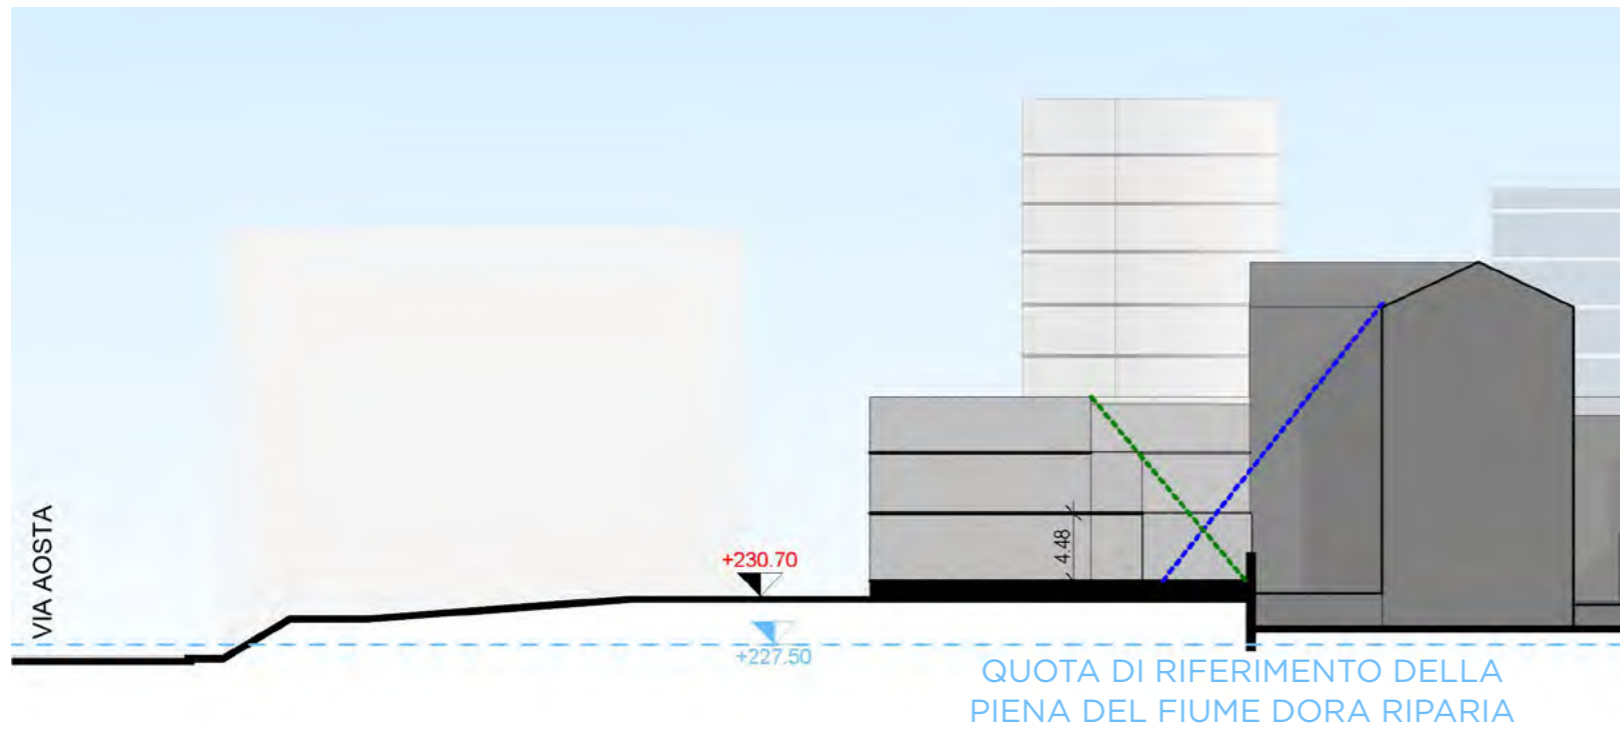 VIA AOSTA
+230.70
4.48
+227.50
QUOTA DI RIFERIMENTO DELLA
PIENA DEL FIUME DORA RIPARIA